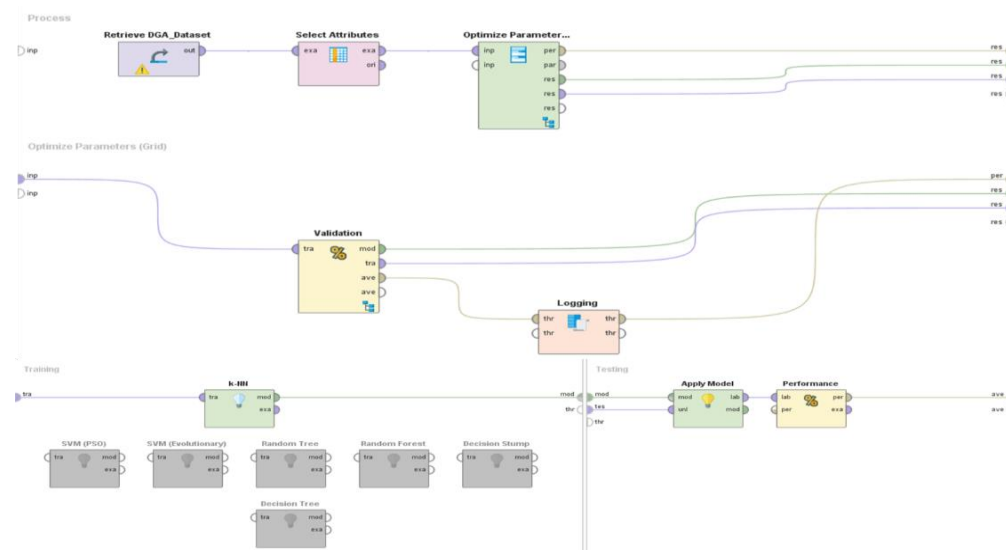 Process
Retrieve DGA_Dataset
Select Attributes
Optimize Parameter...
inp
out
exa
exa
ori
inp
inp
per
par
res
res
res
res
res
res
Optimize Parameters (Grid)
inp
inp
per
res
res
res
Validation
tra
mod
tra
ave
ave
Logging
thr
thr
thr
thr
Training
Testing
k-NN
tra
tra
mod
exa
mod
thr
mod
tes
thr
Apply Model
mod
unl
lab
mod
Performance
lab
per
per
exa
ave
ave
SVM (PSO)
SVM (Evolutionary)
Random Tree
Random Forest
Decision Stump
tra
mod
exa
tra
mod
exa
tra
mod
exa
tra
mod
exa
tra
mod
exa
Decision Tree
tra
mod
exa